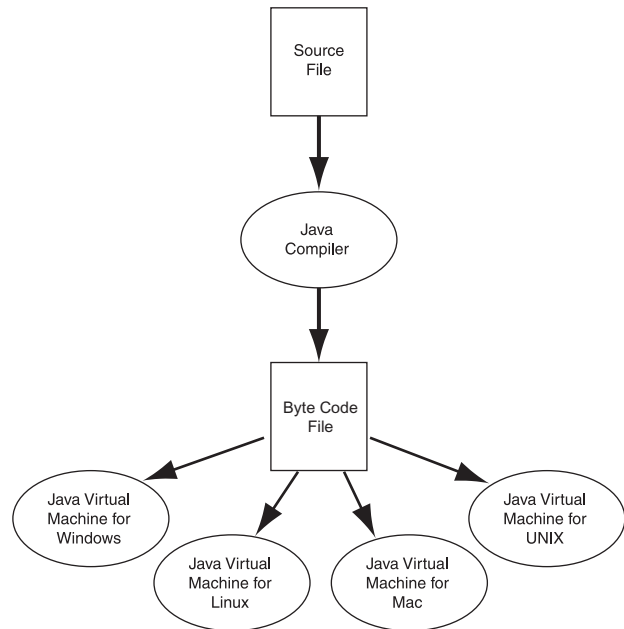 Source
File
Java
Compiler
Byte Code
File
Java Virtual
Machine for
Windows
Java Virtual
Machine for
Linux
Java Virtual
Machine for
Mac
Java Virtual
Machine for
UNIX